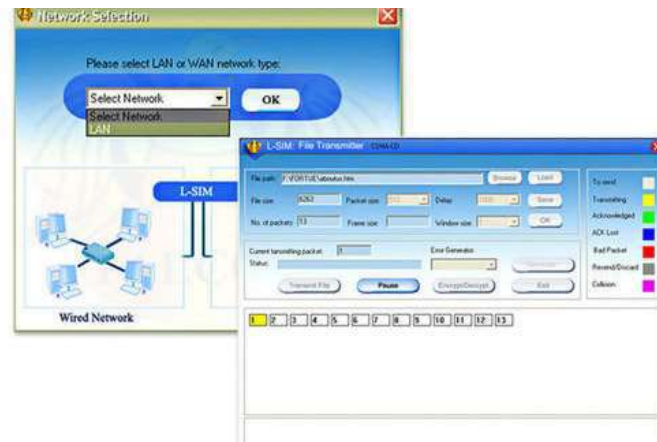 Network Selection
Please select LAN or WAN network type:
Select Network
OK
Select Network
LAN
L-SIM
Wired Network
L-SIM: File Transmitter CSMA-CD
File path:
Browse
Load
File size:
6262
Packet size:
Delay:
Save
No. of packets:
13
Frame size:
Window size:
OK
Current transmitting packet:
1
Error Generator
Status:
Transmit File
Pause
Encrypt/Decrypt
Exit
To send
Transmitting
Acknowledged
ACK Lost
Bad Packet
Resend/Discard
Collision
1 2 3 4 5 6 7 8 9 10 11 12 13